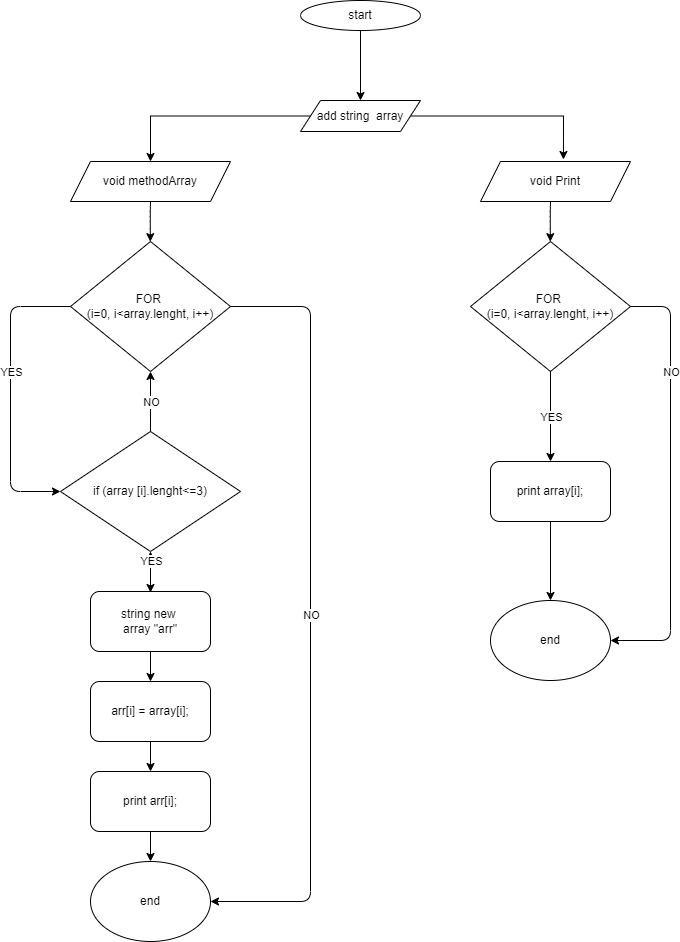 start
add string  array
void methodArray
void Print
FOR
(i=0, i<array.lenght, i++)
FOR
(i=0, i<array.lenght, i++)
YES
NO
NO
YES
if (array [i].lenght<=3)
print array[i];
YES
string new
array "arr"
NO
end
arr[i] = array[i];
print arr[i];
end